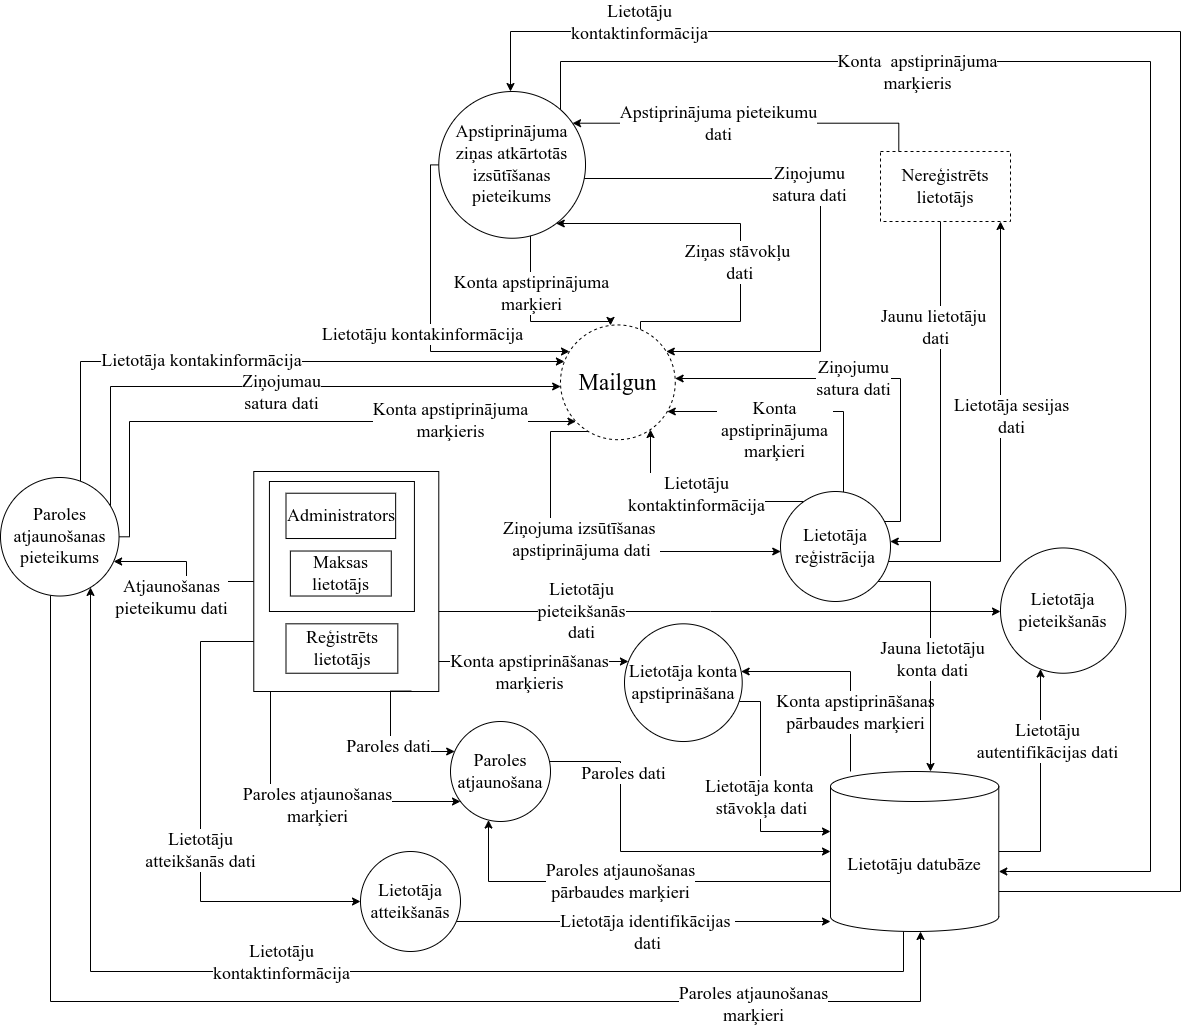 Lietotāju
kontaktinformācija
Konta  apstiprinājuma
marķieris
Apstiprinājuma pieteikumu
dati
Apstiprinājuma
ziņas atkārtotās
izsūtīšanas
pieteikums
Ziņojumu
satura dati
Nereģistrēts
lietotājs
Ziņas stāvokļu
dati
Konta apstiprinājuma
marķieri
Jaunu lietotāju
dati
Lietotāju kontakinformācija
Lietotāja kontakinformācija
Ziņojumau
satura dati
Mailgun
Ziņojumu
satura dati
Konta apstiprinājuma
marķieris
Konta
apstiprinājuma
marķieri
Lietotāja sesijas
dati
Lietotāju
kontaktinformācija
Paroles
atjaunošanas
pieteikums
Administrators
Maksas
lietotājs
Reģistrēts
lietotājs
Ziņojuma izsūtīšanas
apstiprinājuma dati
Lietotāja
reģistrācija
Atjaunošanas
pieteikumu dati
Lietotāju
pieteikšanās
dati
Lietotāja
pieteikšanās
Konta apstiprināšanas
marķieris
Lietotāja konta
apstiprināšana
Jauna lietotāju
konta dati
Konta apstiprināšanas
pārbaudes marķieri
Lietotāju
autentifikācijas dati
Paroles dati
Paroles
atjaunošana
Paroles dati
Lietotāja konta
stāvokļa dati
Paroles atjaunošanas
marķieri
Lietotāju
atteikšanās dati
Lietotāju datubāze
Paroles atjaunošanas
pārbaudes marķieri
Lietotāja
atteikšanās
Lietotāja identifikācijas
dati
Lietotāju
kontaktinformācija
Paroles atjaunošanas
marķieri